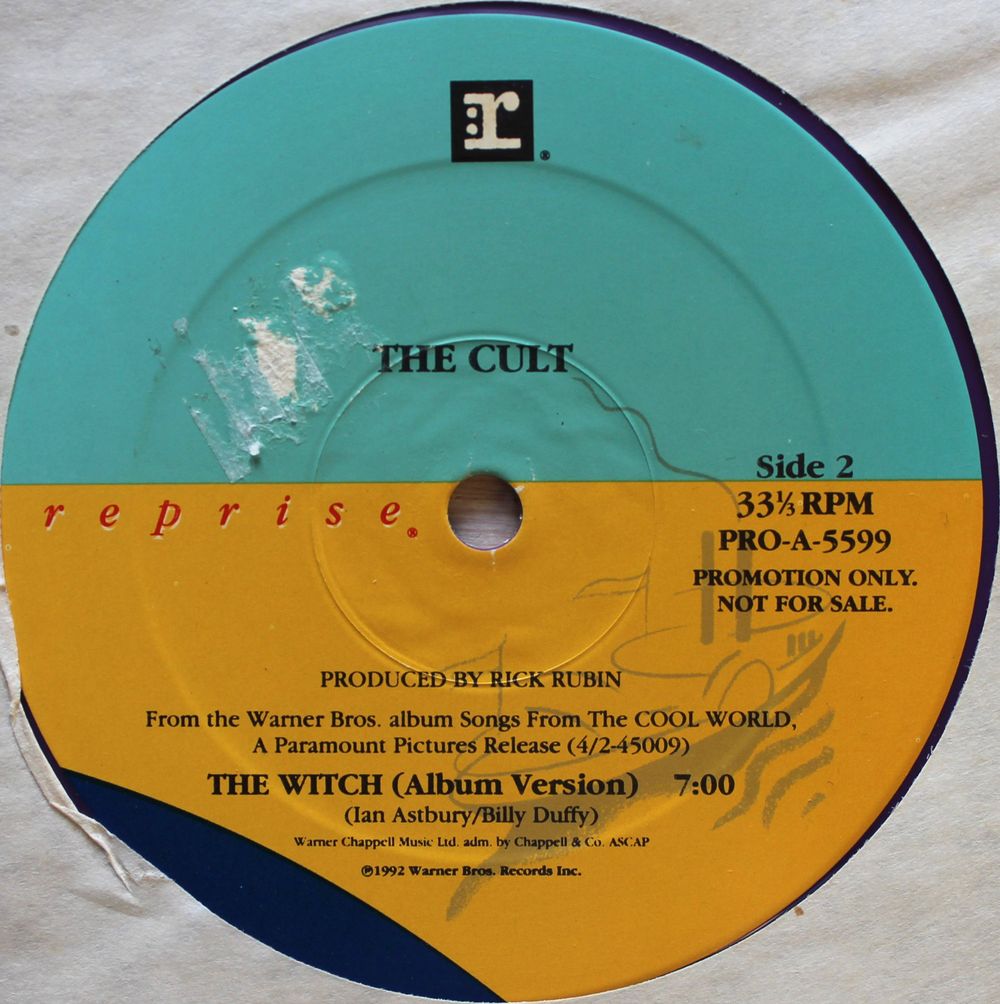 r®
THE CULT
Side 2
33⅓ RPM
PRO-A-5599
PROMOTION ONLY.
NOT FOR SALE.
reprise®
PRODUCED BY RICK RUBIN
From the Warner Bros. album Songs From The COOL WORLD,
A Paramount Pictures Release (4/2-45009)
THE WITCH (Album Version) 7:00
(Ian Astbury/Billy Duffy)
Warner Chappell Music Ltd. adm. by Chappell & Co. ASCAP
℗1992 Warner Bros. Records Inc.